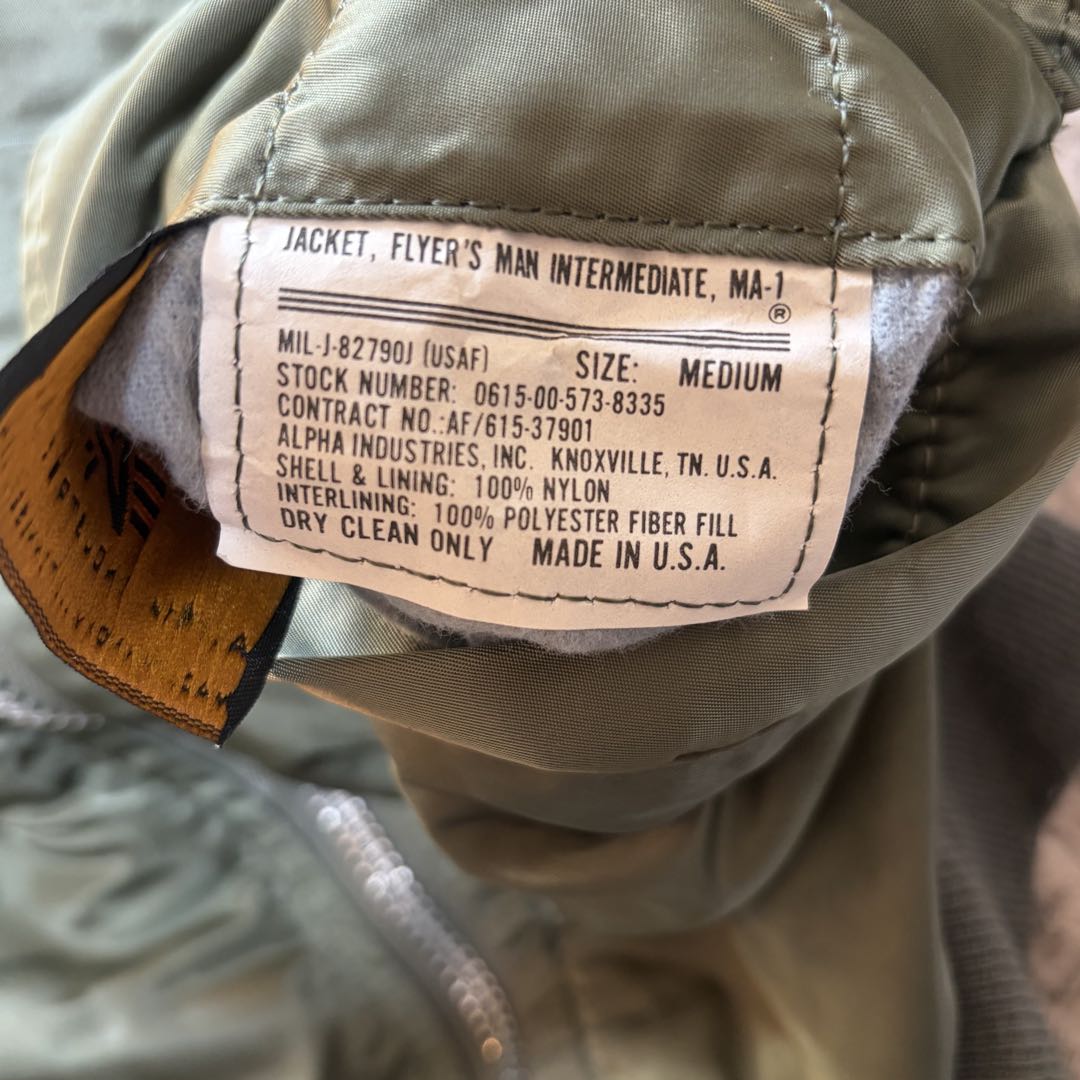 JACKET, FLYER'S MAN INTERMEDIATE, MA-1
®
MIL-J-82790J (USAF) SIZE: MEDIUM
STOCK NUMBER: 0615-00-573-8335
CONTRACT NO.:AF/615-37901
ALPHA INDUSTRIES, INC. KNOXVILLE, TN. U.S.A.
SHELL & LINING: 100% NYLON
INTERLINING: 100% POLYESTER FIBER FILL
DRY CLEAN ONLY MADE IN U.S.A.